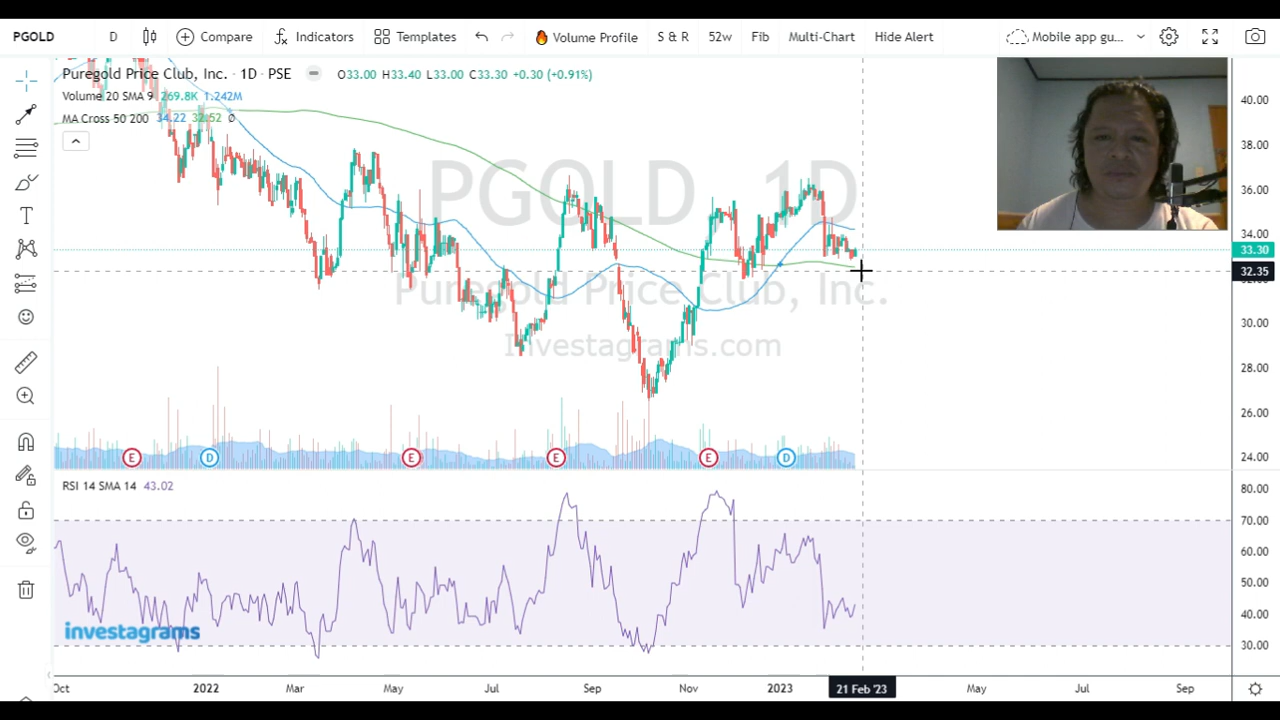 PGOLD D Compare Indicators Templates Volume Profile S & R 52w Fib Multi-Chart Hide Alert Mobile app gu...
Puregold Price Club, Inc. · 1D · PSE O33.00 H33.40 L33.00 C33.30 +0.30 (+0.91%)
Volume 20 SMA 9 269.8K 1.242M
MA Cross 50 200 34.22 32.52
PGOLD 1D
Puregold Price Club, Inc.
Investagrams.com
40.00
38.00
36.00
34.00
33.30
32.35
30.00
28.00
26.00
24.00
E D E E E D
RSI 14 SMA 14 43.02
80.00
70.00
60.00
50.00
40.00
30.00
investagrams
Oct 2022 Mar May Jul Sep Nov 2023 21 Feb '23 May Jul Sep